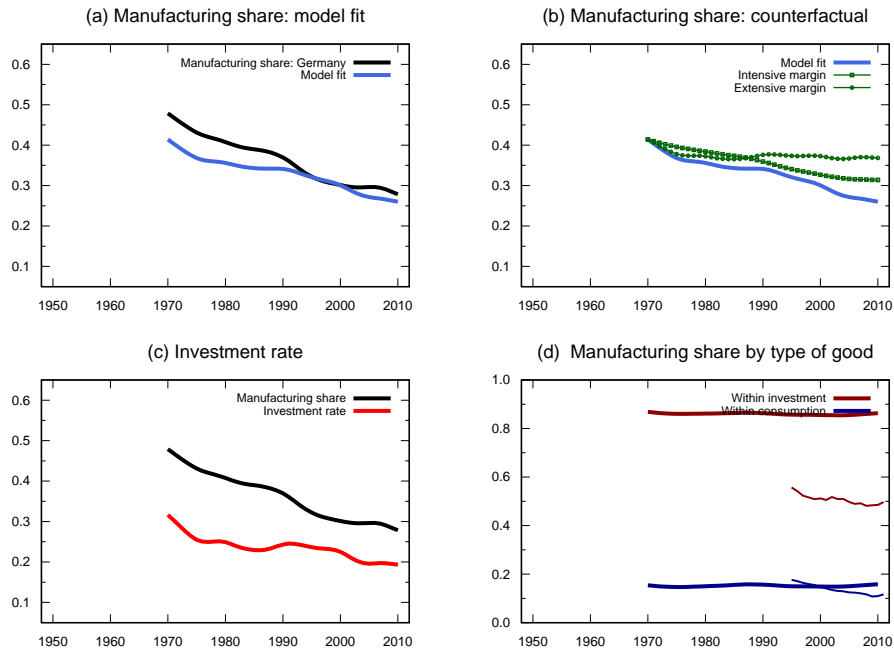 (a) Manufacturing share: model fit
Manufacturing share: Germany
Model fit
0.6
0.5
0.4
0.3
0.2
0.1
1950 1960 1970 1980 1990 2000 2010
(b) Manufacturing share: counterfactual
Model fit
Intensive margin
Extensive margin
0.6
0.5
0.4
0.3
0.2
0.1
1950 1960 1970 1980 1990 2000 2010
(c) Investment rate
Manufacturing share
Investment rate
0.6
0.5
0.4
0.3
0.2
0.1
1950 1960 1970 1980 1990 2000 2010
(d) Manufacturing share by type of good
Within investment
Within consumption
1.0
0.8
0.6
0.4
0.2
0.0
1950 1960 1970 1980 1990 2000 2010